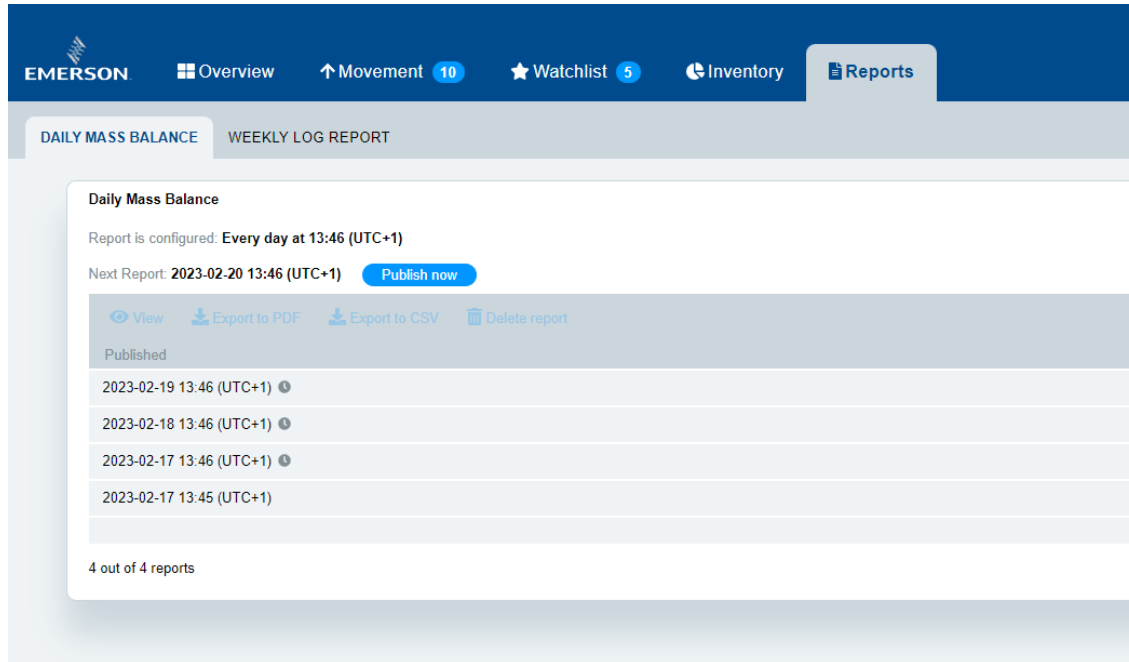 EMERSON Overview Movement 10 Watchlist 5 Inventory Reports
DAILY MASS BALANCE WEEKLY LOG REPORT
Daily Mass Balance
Report is configured: Every day at 13:46 (UTC+1)
Next Report: 2023-02-20 13:46 (UTC+1) Publish now
View Export to PDF Export to CSV Delete report
Published
2023-02-19 13:46 (UTC+1)
2023-02-18 13:46 (UTC+1)
2023-02-17 13:46 (UTC+1)
2023-02-17 13:45 (UTC+1)
4 out of 4 reports